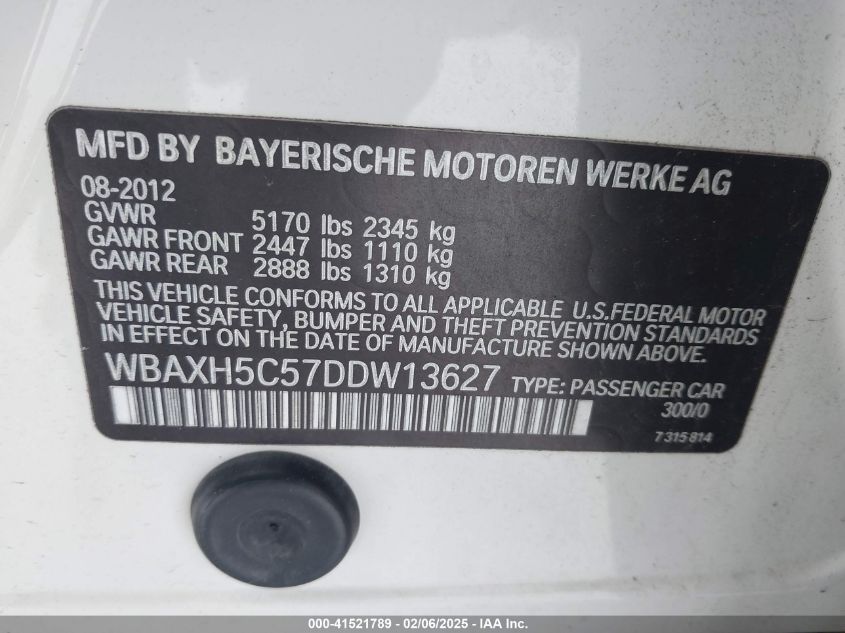 MFD BY BAYERISCHE MOTOREN WERKE AG
08-2012
GVWR 5170 lbs 2345 kg
GAWR FRONT 2447 lbs 1110 kg
GAWR REAR 2888 lbs 1310 kg
THIS VEHICLE CONFORMS TO ALL APPLICABLE U.S.FEDERAL MOTOR
VEHICLE SAFETY, BUMPER AND THEFT PREVENTION STANDARDS
IN EFFECT ON THE DATE OF MANUFACTURE SHOWN ABOVE.
WBAXH5C57DDW13627 TYPE: PASSENGER CAR
300/0
7 315 814
000-41521789 - 02/06/2025 - IAA Inc.